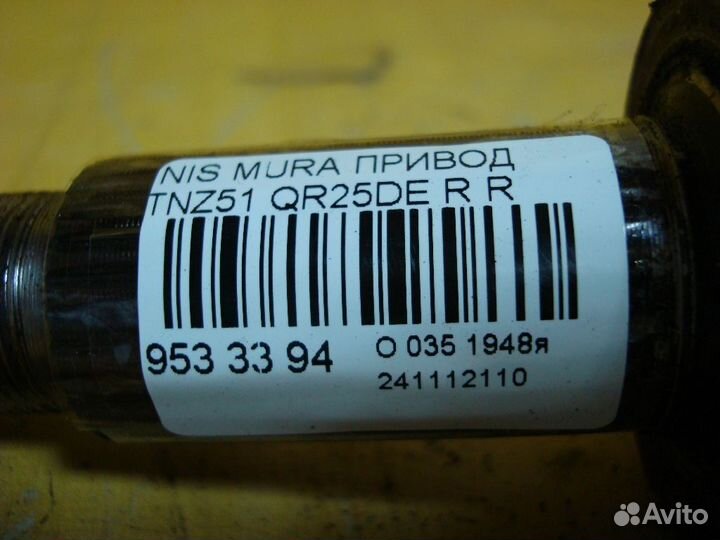 NIS MURA ПРИВОД
TNZ51 QR25DE R R
953 33 94
О 035 1948я
241112110
Avito